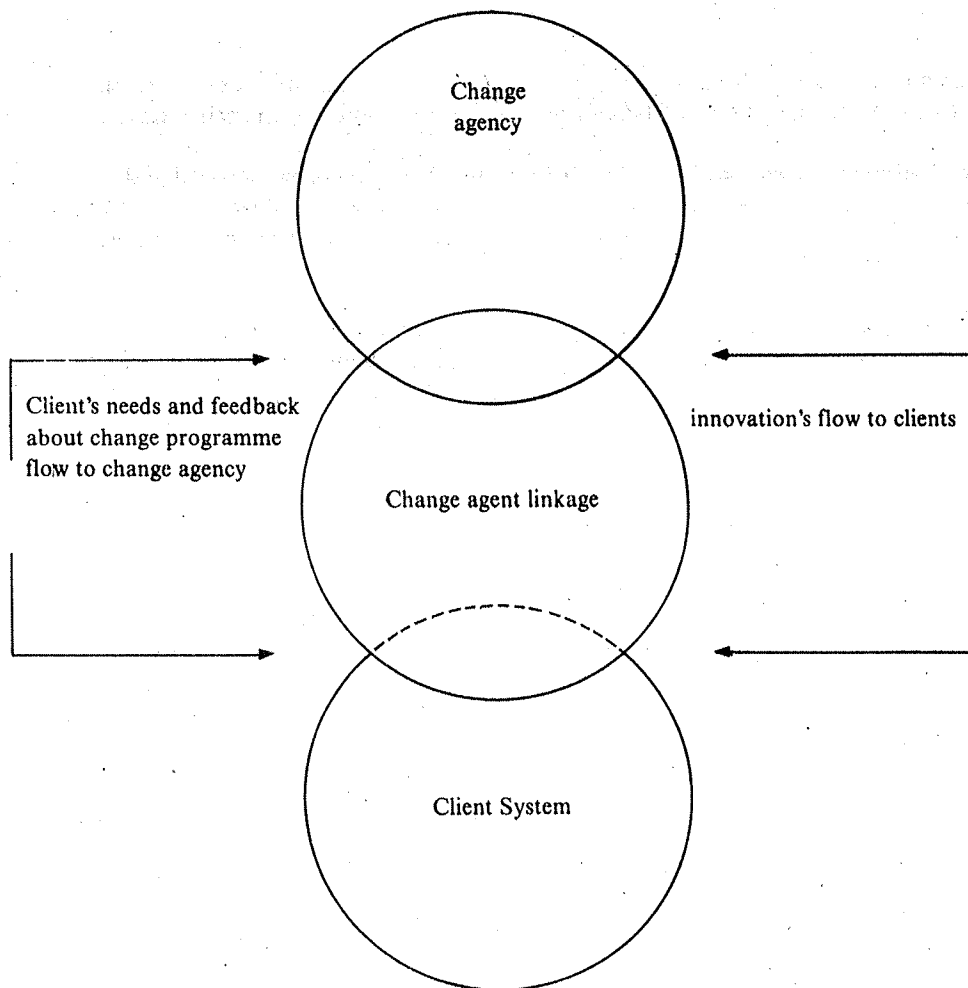 Change
agency
Client's needs and feedback
about change programme
flow to change agency
innovation's flow to clients
Change agent linkage
Client System